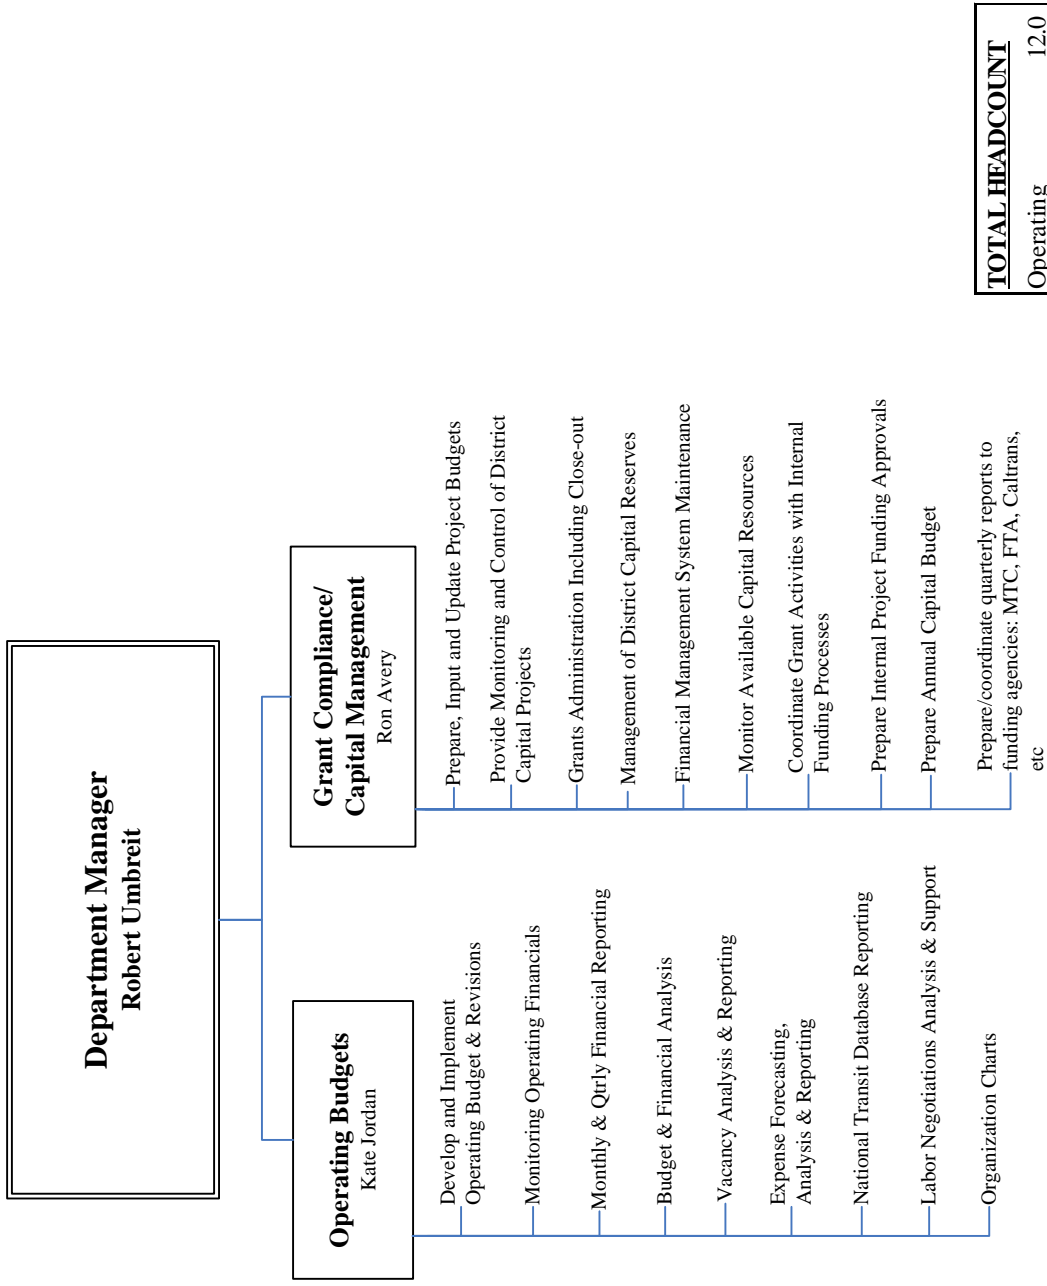 Department Manager
Robert Umbreit
Operating Budgets
Kate Jordan
Develop and Implement
Operating Budget & Revisions
Monitoring Operating Financials
Monthly & Qtrly Financial Reporting
Budget & Financial Analysis
Vacancy Analysis & Reporting
Expense Forecasting,
Analysis & Reporting
National Transit Database Reporting
Labor Negotiations Analysis & Support
Organization Charts
Grant Compliance/
Capital Management
Ron Avery
Prepare, Input and Update Project Budgets
Provide Monitoring and Control of District
Capital Projects
Grants Administration Including Close-out
Management of District Capital Reserves
Financial Management System Maintenance
Monitor Available Capital Resources
Coordinate Grant Activities with Internal
Funding Processes
Prepare Internal Project Funding Approvals
Prepare Annual Capital Budget
Prepare/coordinate quarterly reports to
funding agencies: MTC, FTA, Caltrans,
etc
TOTAL HEADCOUNT
Operating 12.0